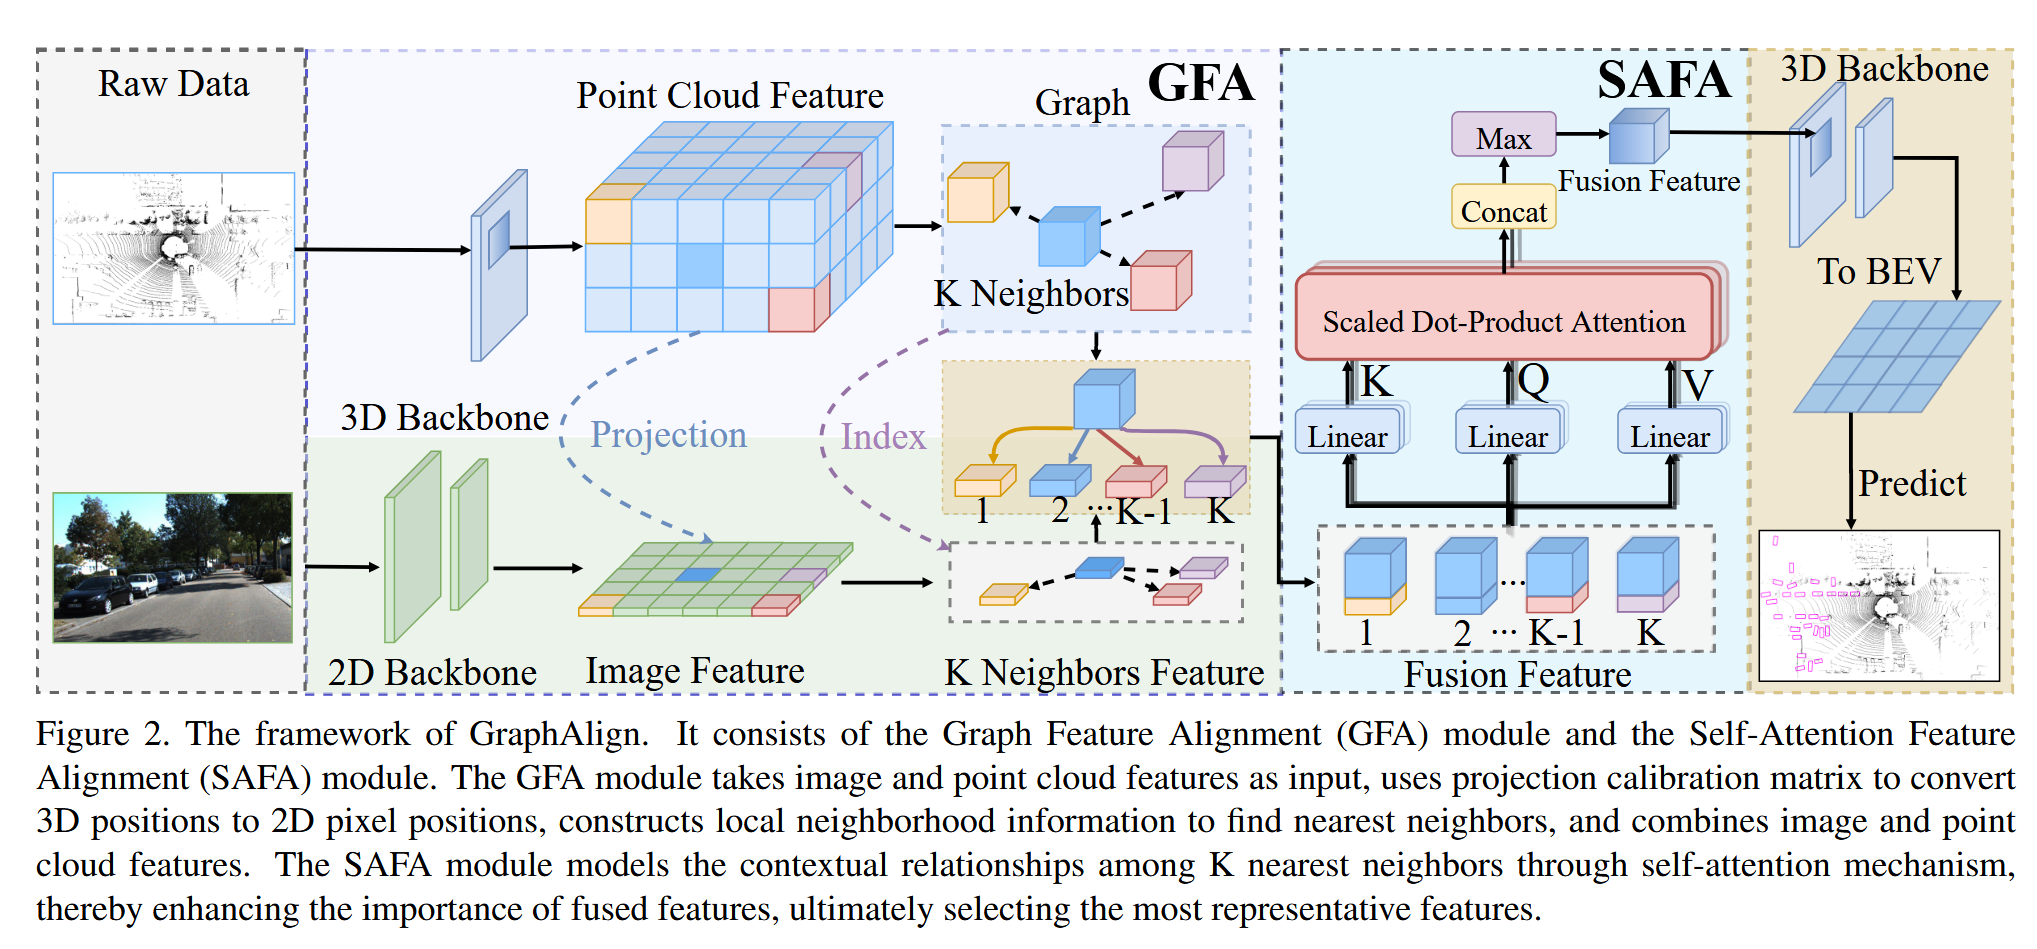 Raw Data
GFA
Point Cloud Feature
Graph
K Neighbors
3D Backbone
Projection
Index
1 2 ··· K-1 K
2D Backbone
Image Feature
K Neighbors Feature
SAFA
Max
Fusion Feature
Concat
Scaled Dot-Product Attention
K Q V
Linear Linear Linear
1 2 ··· K-1 K
Fusion Feature
3D Backbone
To BEV
Predict
Figure 2. The framework of GraphAlign. It consists of the Graph Feature Alignment (GFA) module and the Self-Attention Feature
Alignment (SAFA) module. The GFA module takes image and point cloud features as input, uses projection calibration matrix to convert
3D positions to 2D pixel positions, constructs local neighborhood information to find nearest neighbors, and combines image and point
cloud features. The SAFA module models the contextual relationships among K nearest neighbors through self-attention mechanism,
thereby enhancing the importance of fused features, ultimately selecting the most representative features.